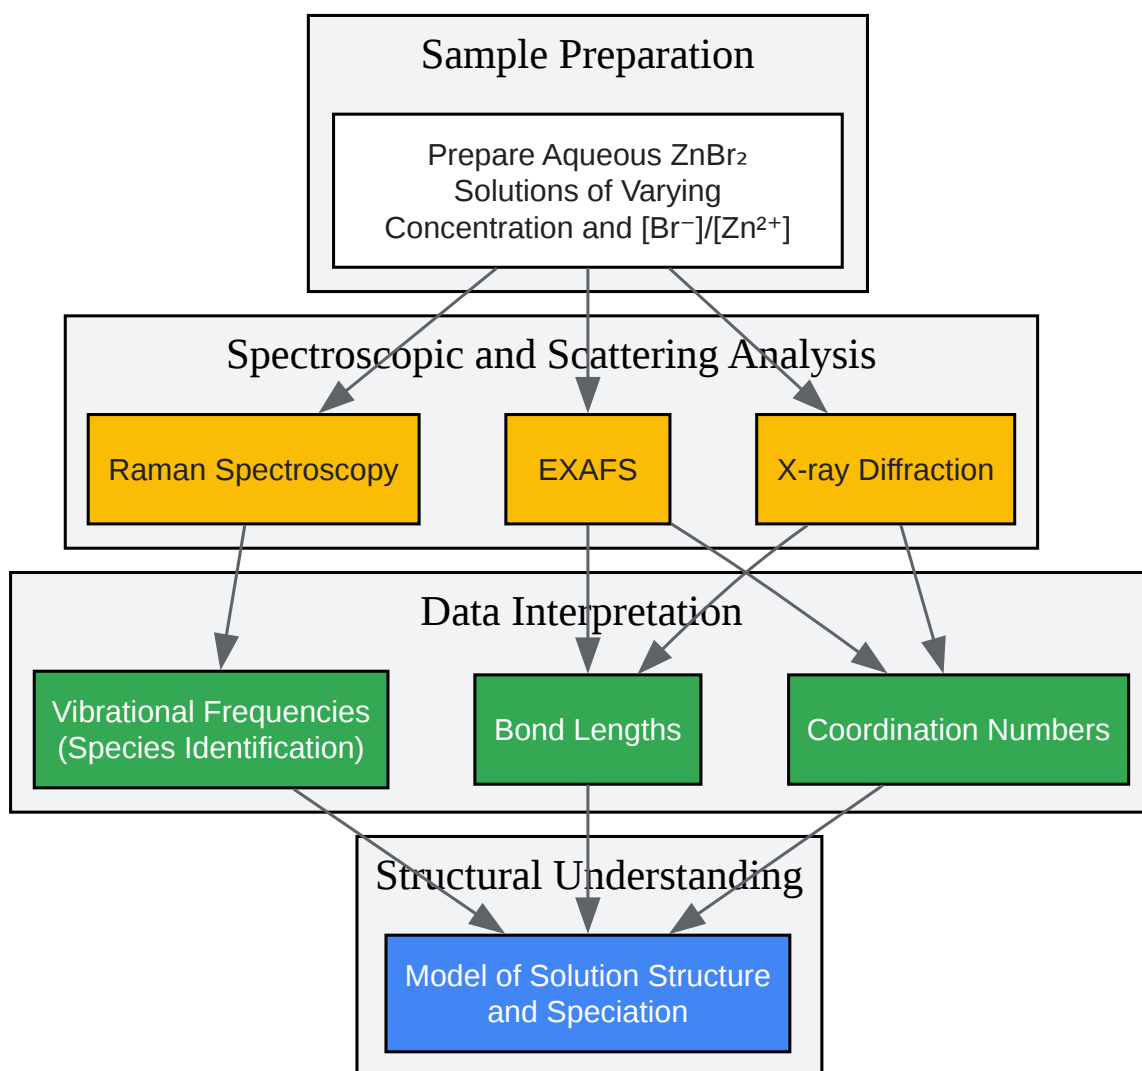 Sample Preparation
Prepare Aqueous ZnBr₂
Solutions of Varying
Concentration and [Br⁻]/[Zn²⁺]
Spectroscopic and Scattering Analysis
Raman Spectroscopy
EXAFS
X-ray Diffraction
Data Interpretation
Vibrational Frequencies
(Species Identification)
Bond Lengths
Coordination Numbers
Structural Understanding
Model of Solution Structure
and Speciation